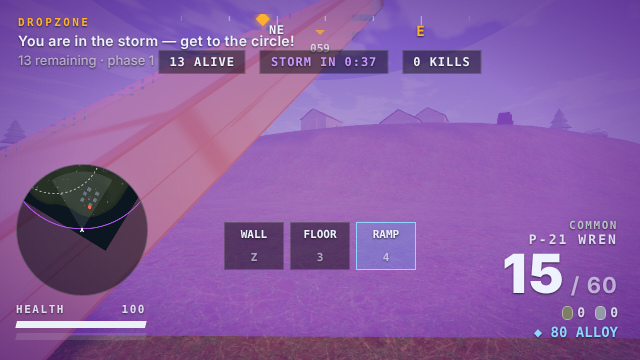 DROPZONE
You are in the storm — get to the circle!
13 remaining · phase 1
NE
E
059
13 ALIVE
STORM IN 0:37
0 KILLS
WALL
Z
FLOOR
3
RAMP
4
HEALTH
100
COMMON
P-21 WREN
15 / 60
0
0
80 ALLOY